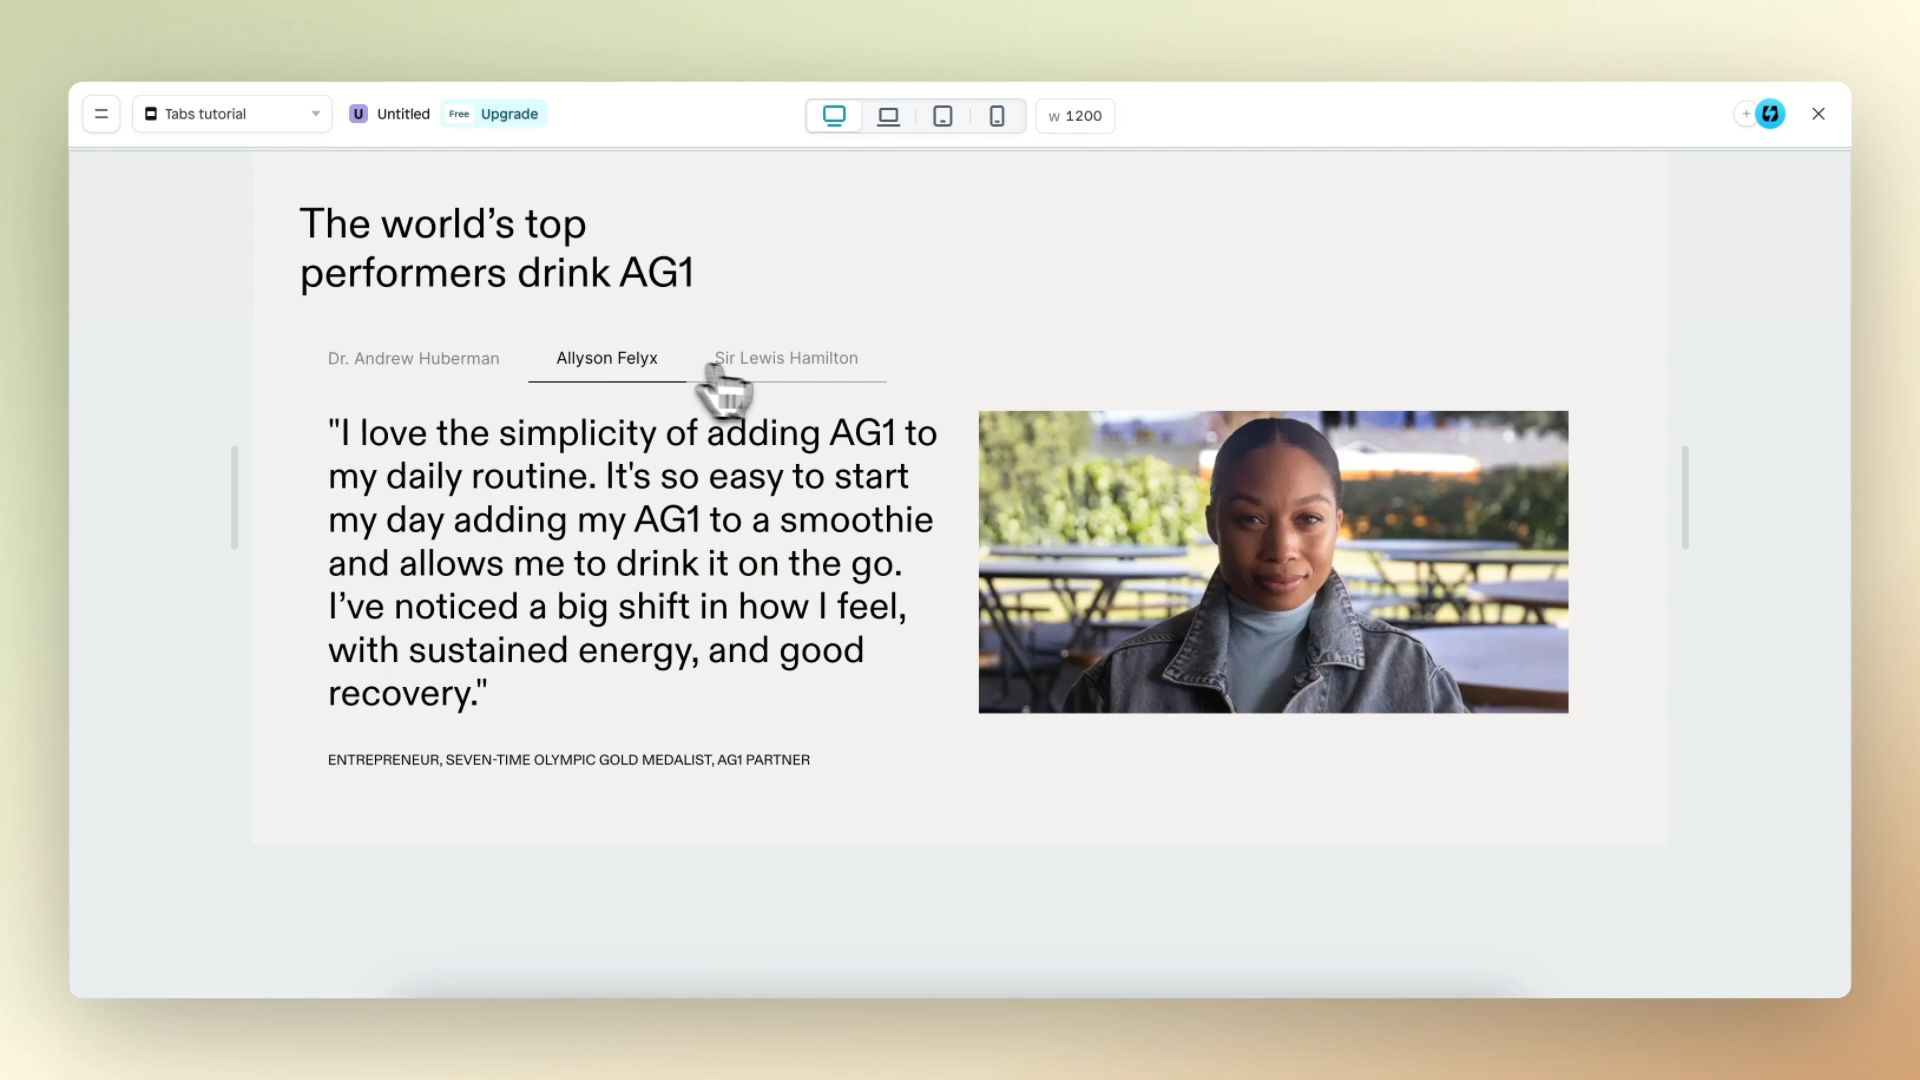 Tabs tutorial
U Untitled Free Upgrade
W 1200
The world’s top
performers drink AG1
Dr. Andrew Huberman Allyson Felyx Sir Lewis Hamilton
"I love the simplicity of adding AG1 to
my daily routine. It's so easy to start
my day adding my AG1 to a smoothie
and allows me to drink it on the go.
I’ve noticed a big shift in how I feel,
with sustained energy, and good
recovery."
ENTREPRENEUR, SEVEN-TIME OLYMPIC GOLD MEDALIST, AG1 PARTNER